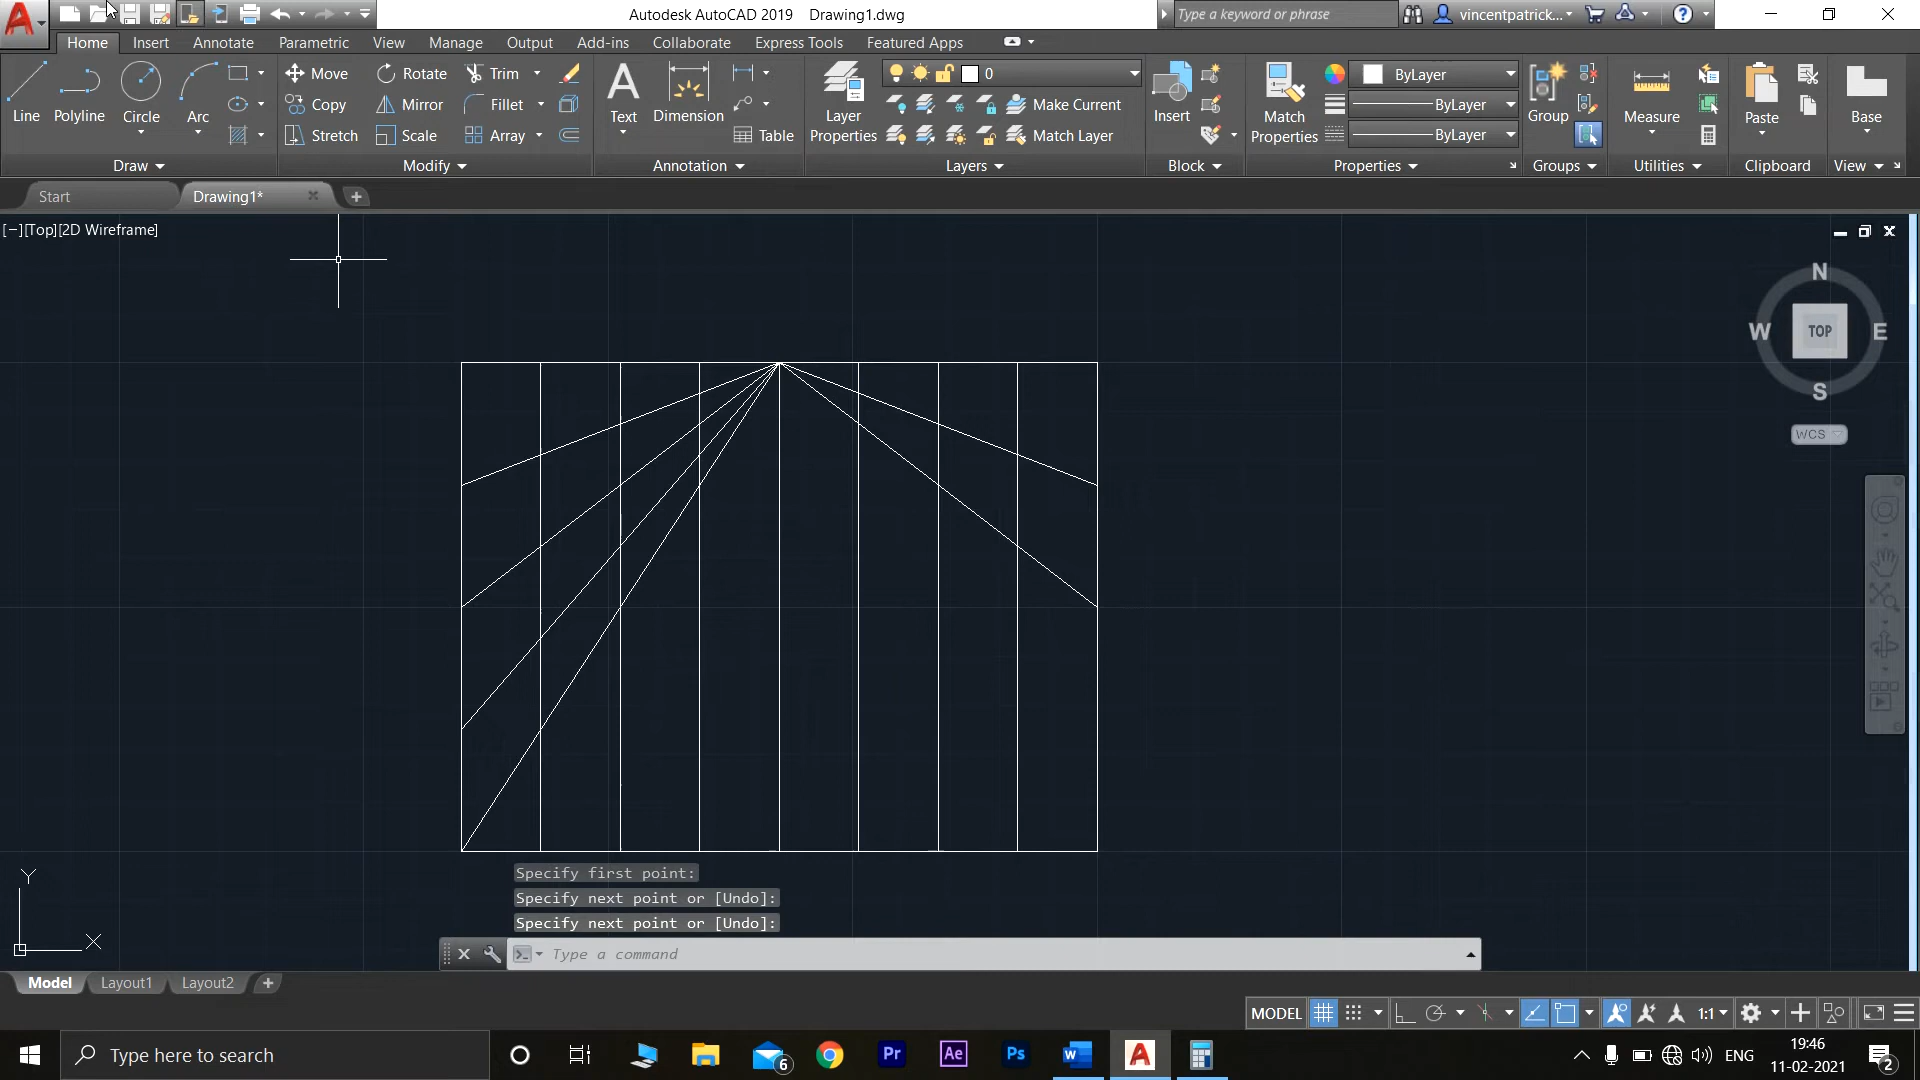 Autodesk AutoCAD 2019 Drawing1.dwg
Type a keyword or phrase
vincentpatrick...
Home Insert Annotate Parametric View Manage Output Add-ins Collaborate Express Tools Featured Apps
Line Polyline Circle Arc
Move Rotate Trim
Copy Mirror Fillet
Stretch Scale Array
Text Dimension Table
Layer Properties
0
Make Current
Match Layer
Insert
Match Properties
ByLayer
ByLayer
ByLayer
Group
Measure
Paste
Base
Draw Modify Annotation Layers Block Properties Groups Utilities Clipboard View
Start Drawing1*
[−][Top][2D Wireframe]
N
W TOP E
S
WCS
Y
X
Specify first point:
Specify next point or [Undo]:
Specify next point or [Undo]:
Type a command
Model Layout1 Layout2
MODEL 1:1
Type here to search
6
Pr Ae Ps
ENG
19:46
11-02-2021
2